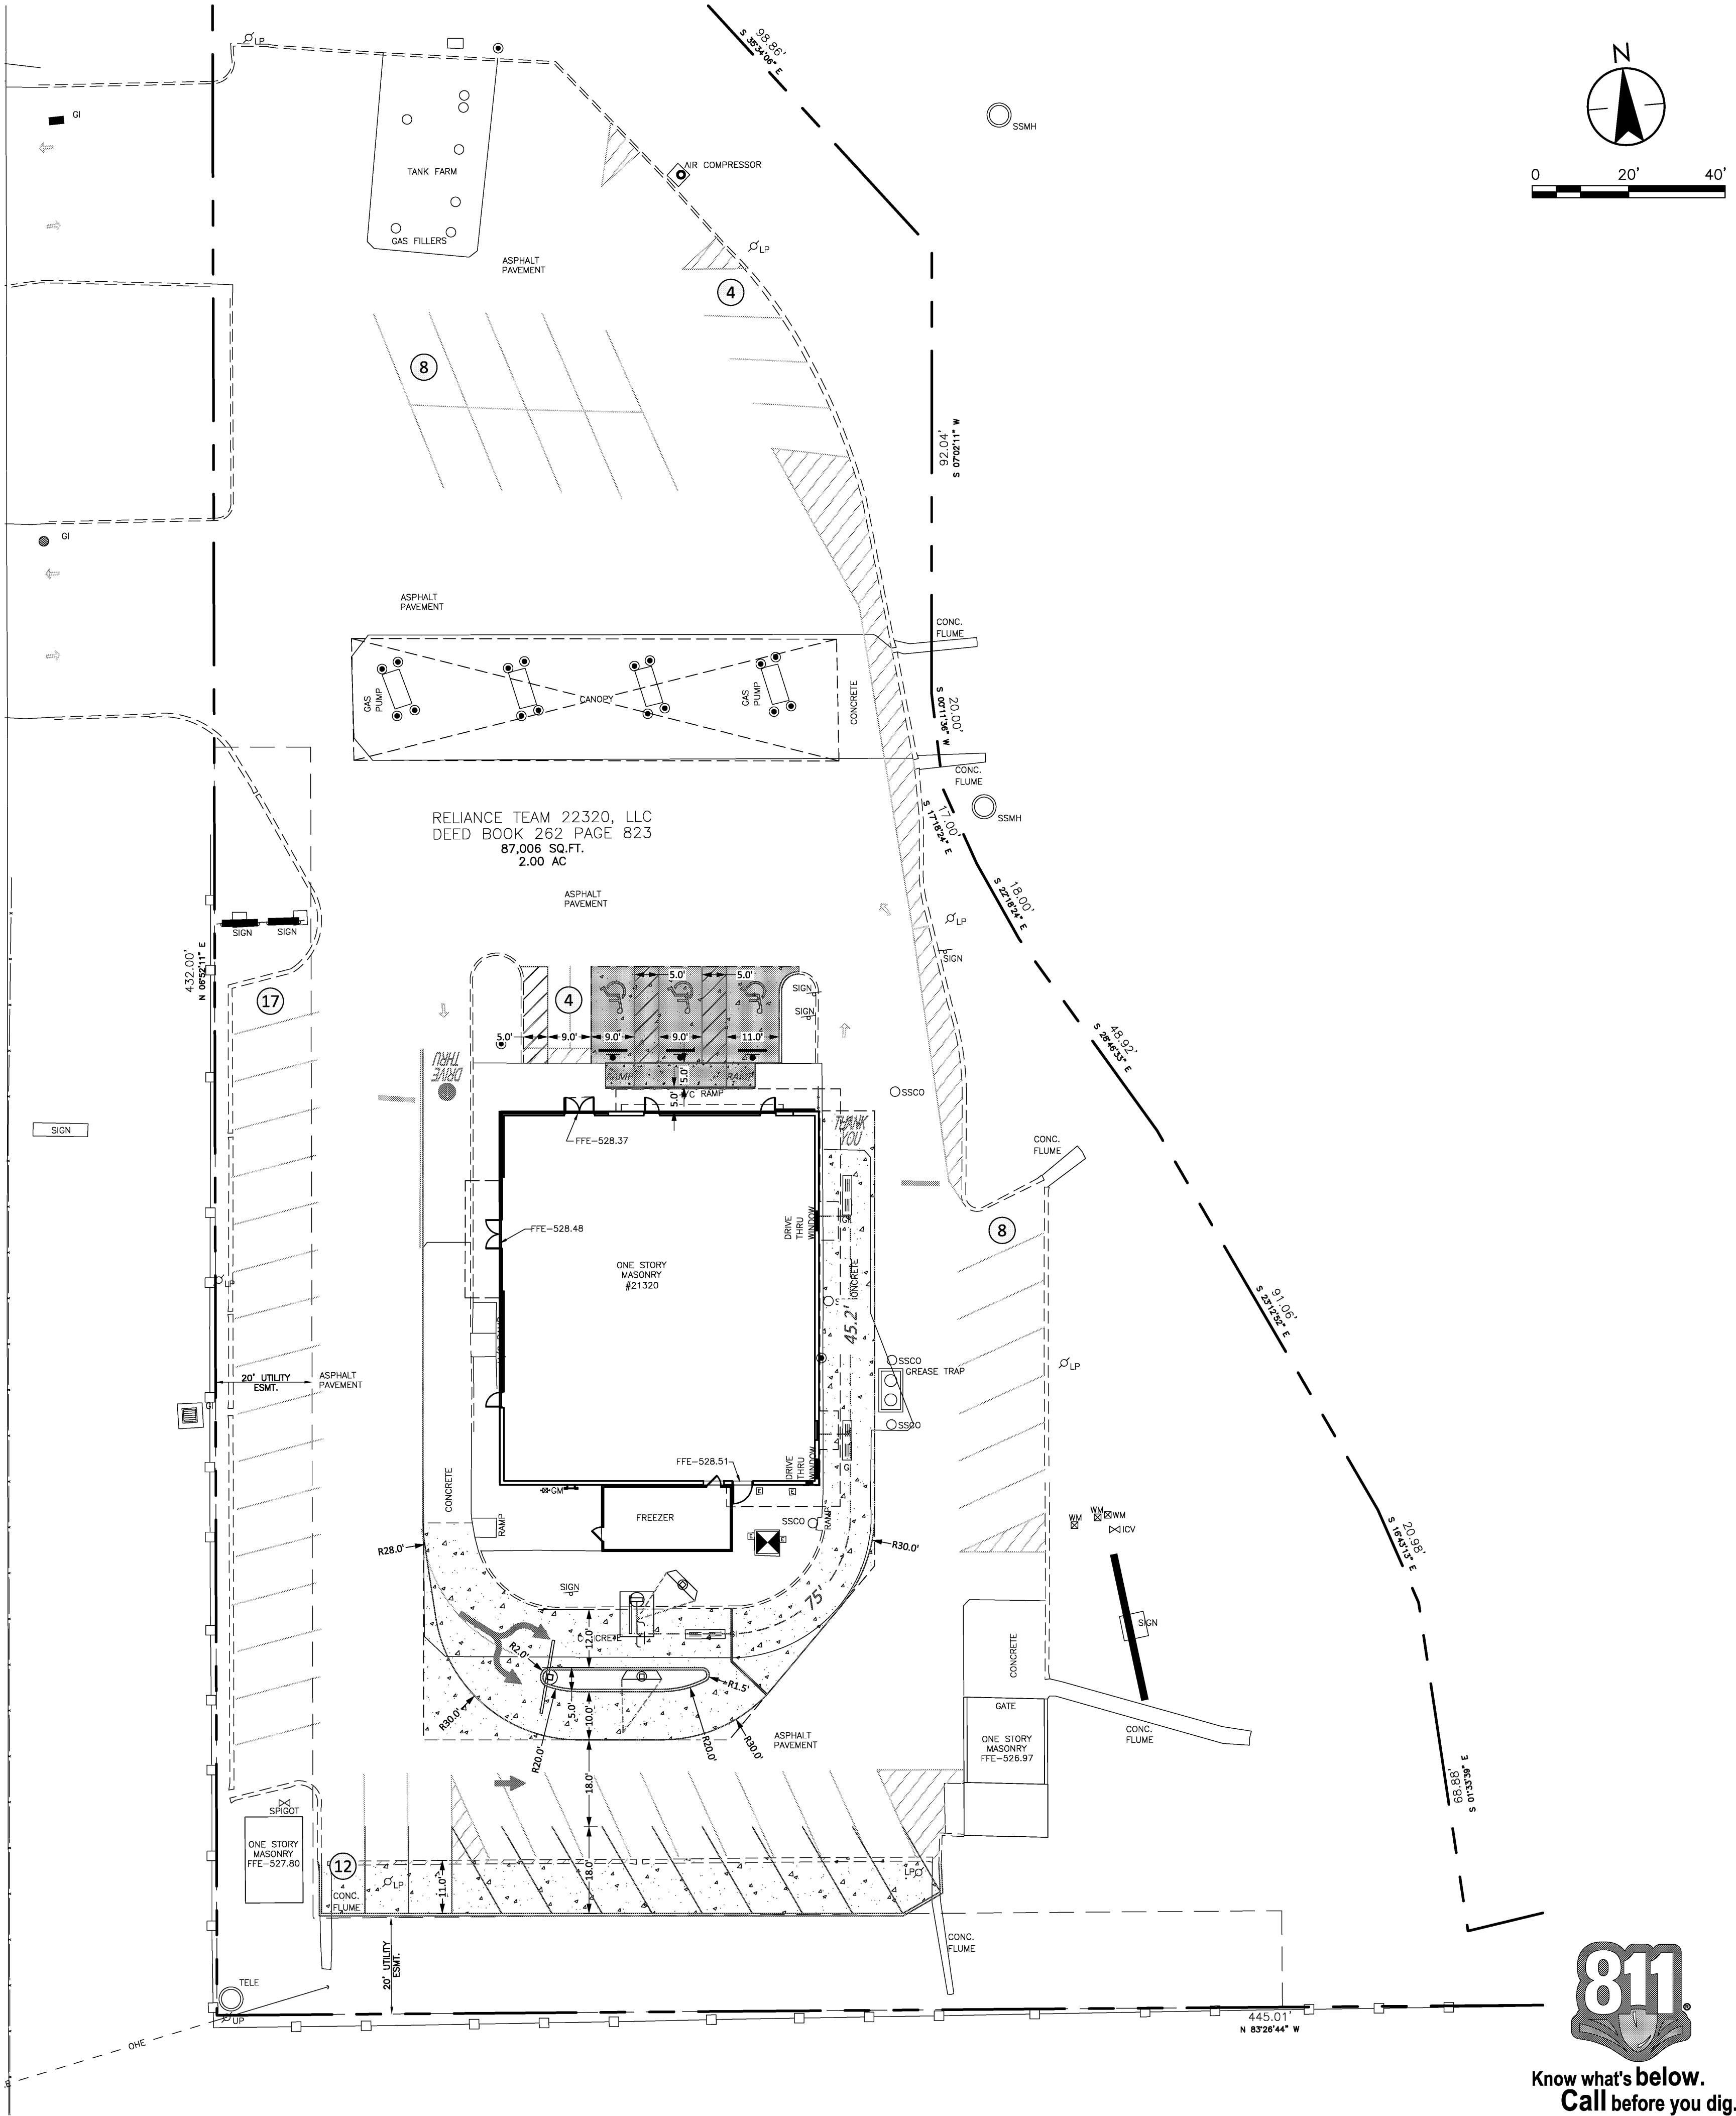 LP
98.86'
S 35°34'06" E
N
GI
SSMH
AIR COMPRESSOR
0 20' 40'
TANK FARM
GAS FILLERS
LP
ASPHALT
PAVEMENT
4
8
92.04'
S 07°02'11" W
GI
ASPHALT
PAVEMENT
CONC.
FLUME
GAS
PUMP
CANOPY
GAS
PUMP
CONCRETE
20.00'
S 00°11'36" W
CONC.
FLUME
RELIANCE TEAM 22320, LLC
DEED BOOK 262 PAGE 823
87,006 SQ.FT.
2.00 AC
17.00'
S 17°18'24" E
SSMH
ASPHALT
PAVEMENT
18.00'
S 22°18'24" E
LP
SIGN
SIGN
SIGN
432.00'
N 06°52'11" E
17
4
5.0'
5.0'
SIGN
SIGN
5.0'
9.0'
9.0'
9.0'
11.0'
48.92'
S 28°46'33" E
DRIVE
THRU
RAMP
5.0'
RAMP
5.0'
RAMP
SSCO
SIGN
FFE-528.37
THANK
YOU
CONC.
FLUME
FFE-528.48
DRIVE
THRU
WINDOW
8
ONE STORY
MASONRY
#21320
CONCRETE
45.2'
91.06'
S 23°12'52" E
LP
LP
20' UTILITY
ESMT.
ASPHALT
PAVEMENT
SSCO
GREASE TRAP
SSCO
FFE-528.51
DRIVE
THRU
WINDOW
CONCRETE
GM
E
E
FREEZER
SSCO
RAMP
RAMP
E
E
WM
WM
WM
ICV
20.98'
S 16°43'13" E
R28.0'
R30.0'
SIGN
75'
SIGN
12.0'
GI
CONCRETE
R2.0'
R1.5'
R30.0'
5.0'
10.0'
R20.0'
R20.0'
R30.0'
ASPHALT
PAVEMENT
GATE
ONE STORY
MASONRY
FFE-526.97
CONC.
FLUME
18.0'
68.88'
S 01°33'39" E
SPIGOT
ONE STORY
MASONRY
FFE-527.80
12
18.0'
11.0'
LP
LP
CONC.
FLUME
20' UTILITY
ESMT.
CONC.
FLUME
TELE
UP
OHE
445.01'
N 83°26'44" W
811®
Know what's below.
Call before you dig.